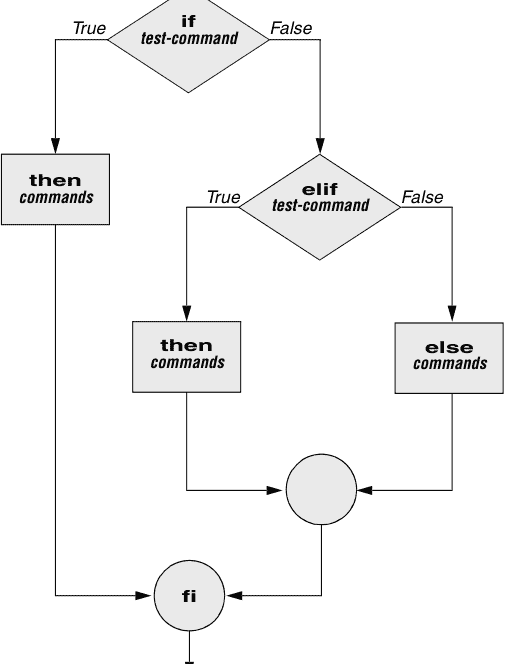 if
True
test-command
False
then
commands
elif
True
test-command
False
then
commands
else
commands
fi